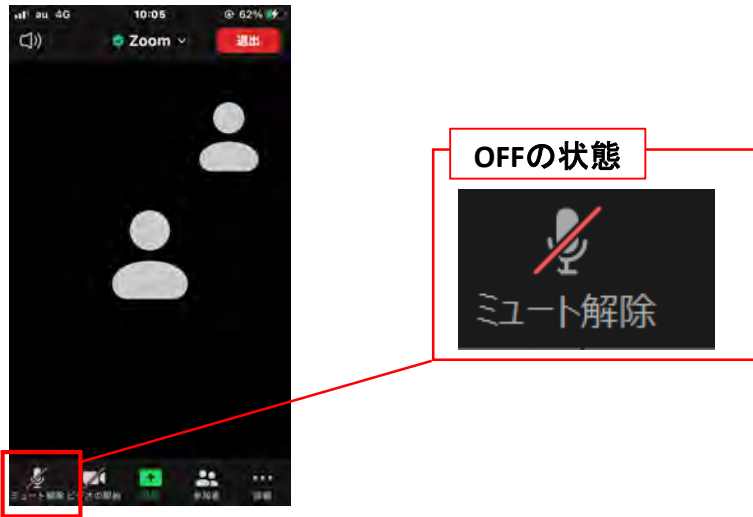 au 4G
10:05
62%
Zoom
退出
OFFの状態
ミュート解除
ミュート解除
ビデオの開始
参加者
詳細